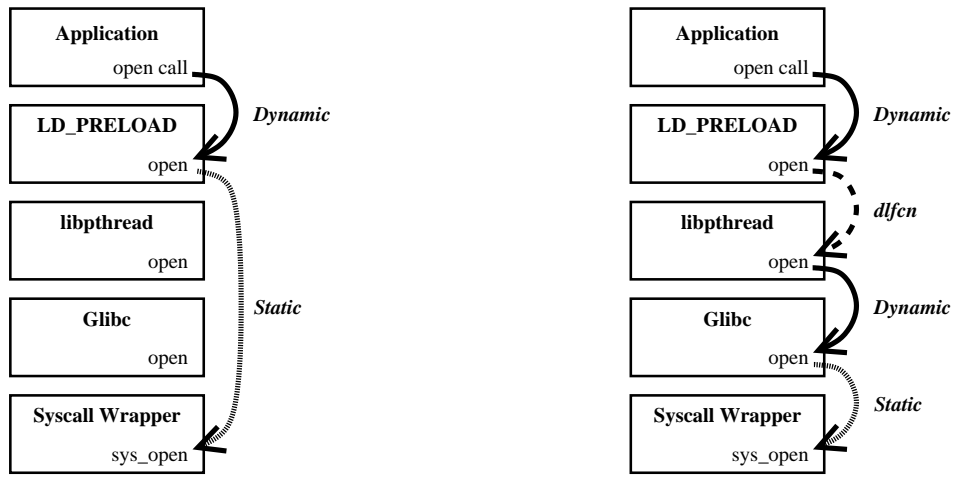 Application
open call
Dynamic
LD_PRELOAD
open
libpthread
open
Static
Glibc
open
Syscall Wrapper
sys_open
Application
open call
Dynamic
LD_PRELOAD
open
dlfcn
libpthread
open
Dynamic
Glibc
open
Static
Syscall Wrapper
sys_open